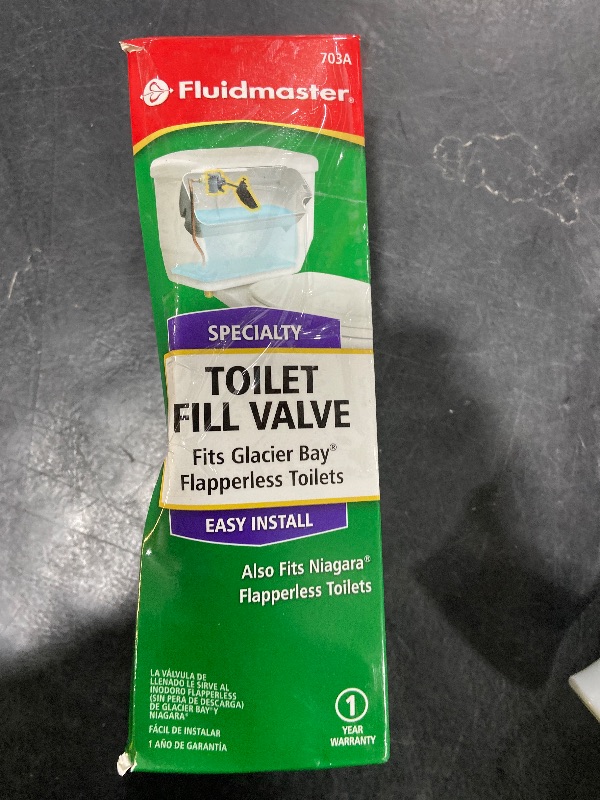 703A
Fluidmaster®
SPECIALTY
TOILET
FILL VALVE
Fits Glacier Bay®
Flapperless Toilets
EASY INSTALL
Also Fits Niagara®
Flapperless Toilets
LA VÁLVULA DE
LLENADO LE SIRVE AL
INODORO FLAPPERLESS
(SIN PERA DE DESCARGA)
DE GLACIER BAY® Y
NIAGARA®
FÁCIL DE INSTALAR
1 AÑO DE GARANTÍA
1
YEAR
WARRANTY